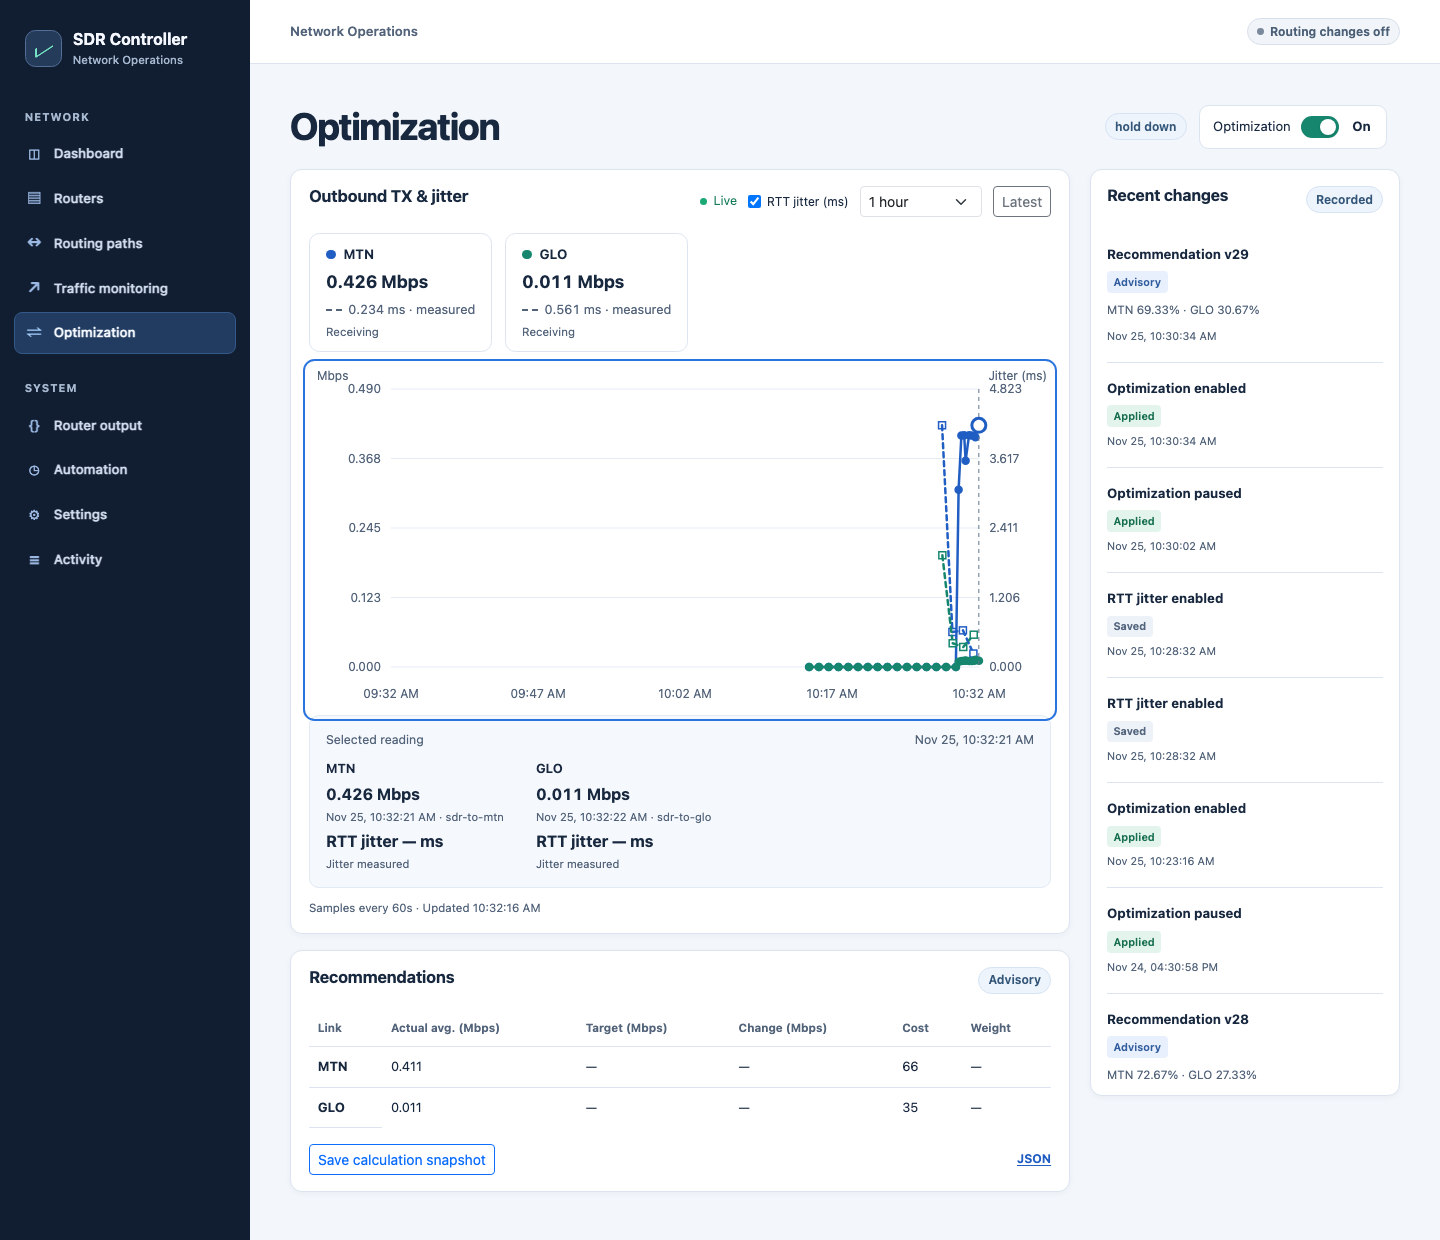 SDR Controller
Network Operations
NETWORK
Dashboard
Routers
Routing paths
Traffic monitoring
Optimization
SYSTEM
Router output
Automation
Settings
Activity
Network Operations
Routing changes off
Optimization
hold down
Optimization On
Outbound TX & jitter
Live
RTT jitter (ms)
1 hour
Latest
MTN
0.426 Mbps
0.234 ms · measured
Receiving
GLO
0.011 Mbps
0.561 ms · measured
Receiving
Mbps
Jitter (ms)
0.490
4.823
0.368
3.617
0.245
2.411
0.123
1.206
0.000
0.000
09:32 AM
09:47 AM
10:02 AM
10:17 AM
10:32 AM
Selected reading
Nov 25, 10:32:21 AM
MTN
0.426 Mbps
Nov 25, 10:32:21 AM · sdr-to-mtn
RTT jitter — ms
Jitter measured
GLO
0.011 Mbps
Nov 25, 10:32:22 AM · sdr-to-glo
RTT jitter — ms
Jitter measured
Samples every 60s · Updated 10:32:16 AM
Recommendations
Advisory
Link Actual avg. (Mbps) Target (Mbps) Change (Mbps) Cost Weight
MTN 0.411 — — 66 —
GLO 0.011 — — 35 —
Save calculation snapshot
JSON
Recent changes
Recorded
Recommendation v29
Advisory
MTN 69.33% · GLO 30.67%
Nov 25, 10:30:34 AM
Optimization enabled
Applied
Nov 25, 10:30:34 AM
Optimization paused
Applied
Nov 25, 10:30:02 AM
RTT jitter enabled
Saved
Nov 25, 10:28:32 AM
RTT jitter enabled
Saved
Nov 25, 10:28:32 AM
Optimization enabled
Applied
Nov 25, 10:23:16 AM
Optimization paused
Applied
Nov 24, 04:30:58 PM
Recommendation v28
Advisory
MTN 72.67% · GLO 27.33%